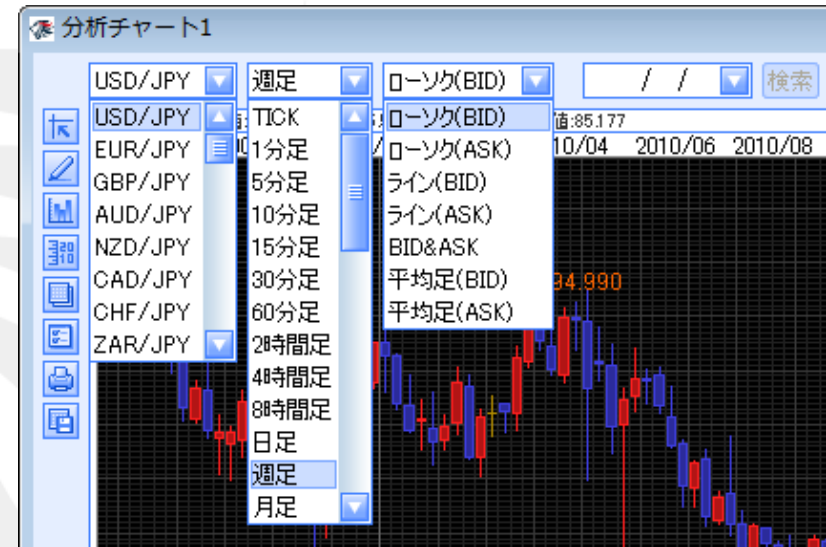 分析チャート1
USD/JPY 週足 ローソク(BID) / / 検索
USD/JPY
EUR/JPY
GBP/JPY
AUD/JPY
NZD/JPY
CAD/JPY
CHF/JPY
ZAR/JPY
TICK
1分足
5分足
10分足
15分足
30分足
60分足
2時間足
4時間足
8時間足
日足
週足
月足
ローソク(BID)
ローソク(ASK)
ライン(BID)
ライン(ASK)
BID&ASK
平均足(BID)
平均足(ASK)
値:85.177
10/04 2010/06 2010/08
94.990